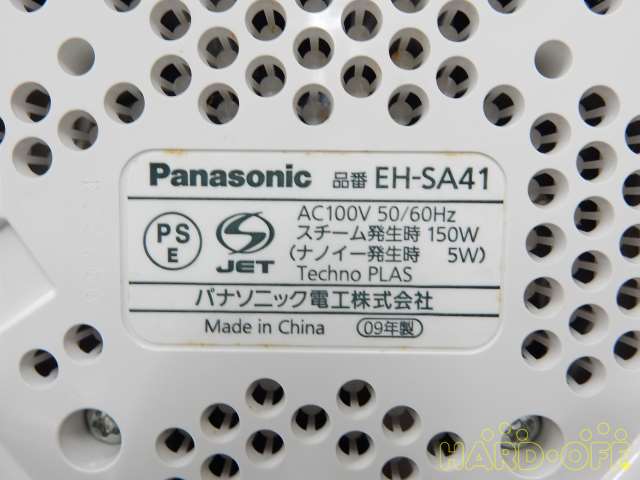 Panasonic 品番 EH-SA41
PS
E
JET
AC100V 50/60Hz
スチーム発生時 150W
(ナノイー発生時 5W)
Techno PLAS
パナソニック電工株式会社
Made in China 09年製
HARD・OFF